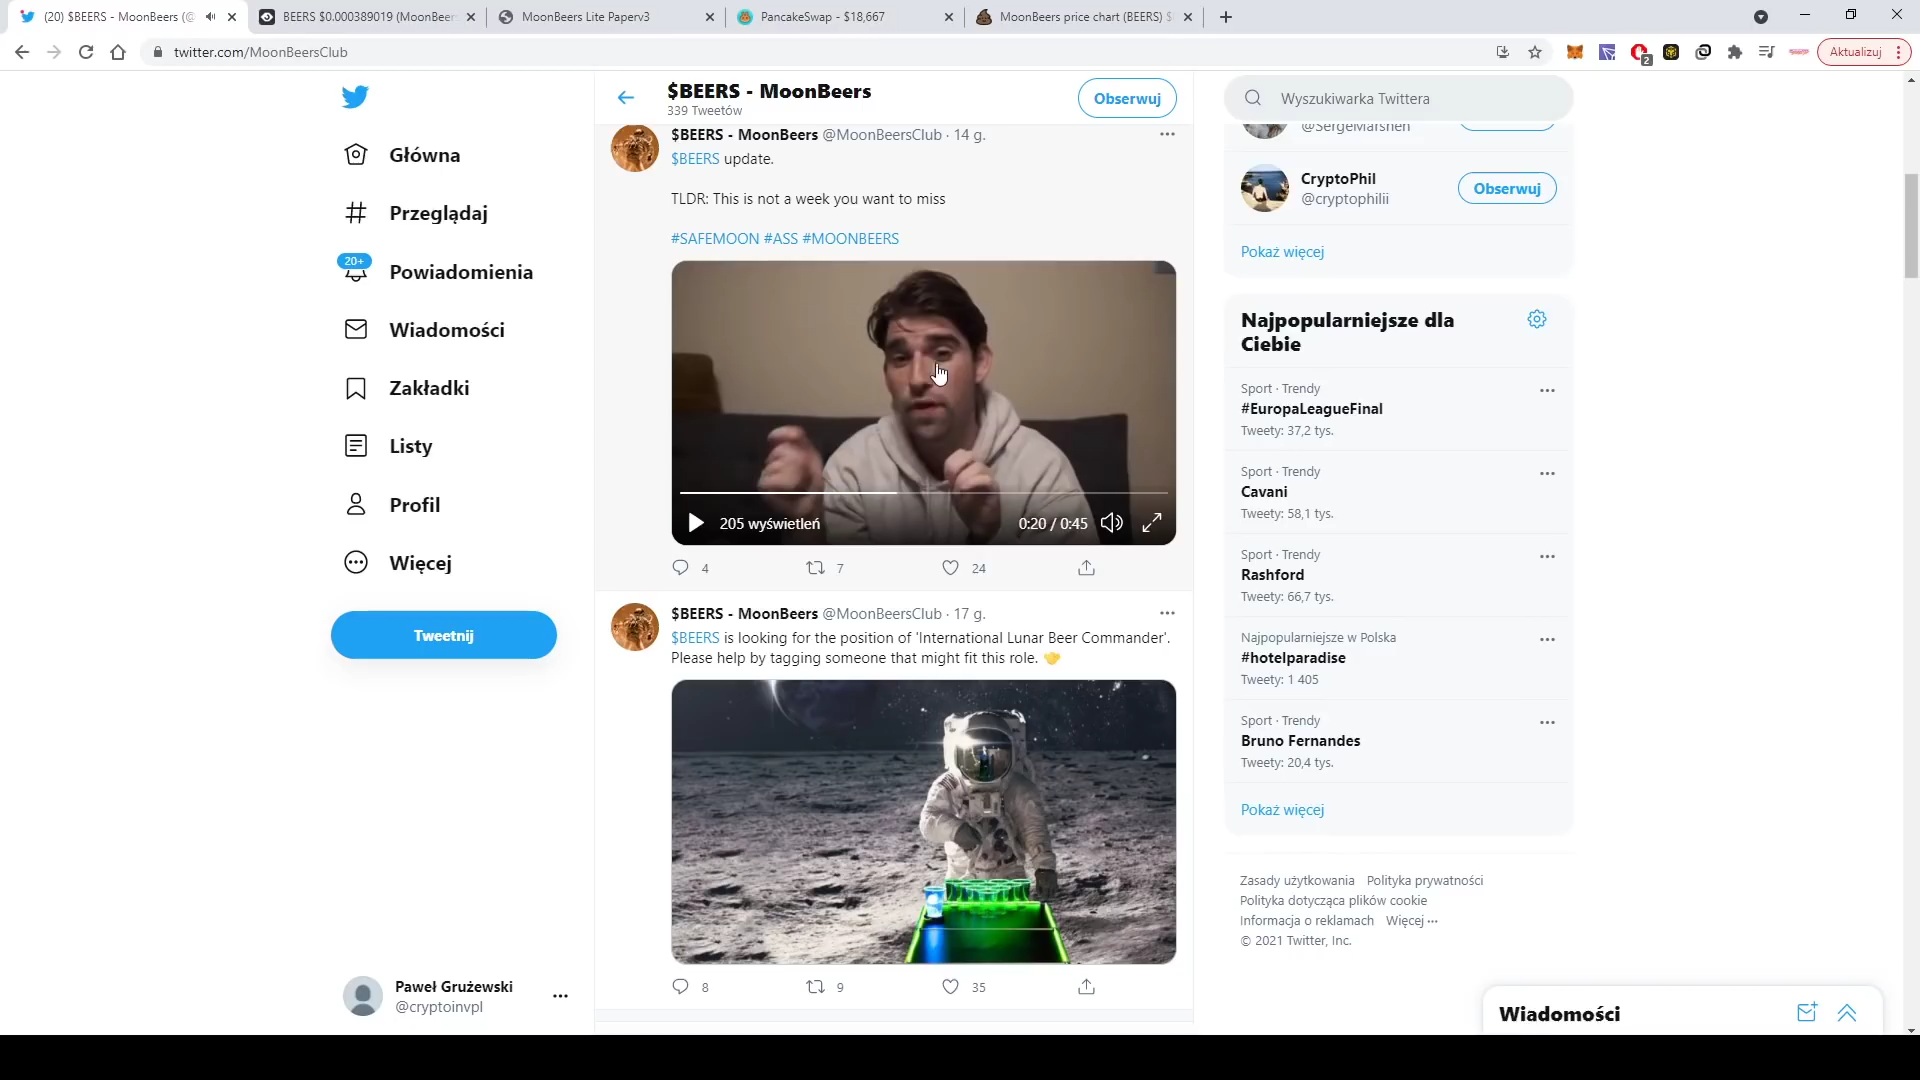 (20) $BEERS - MoonBeers (@
BEERS $0.000389019 (MoonBeer
MoonBeers Lite Paperv3
PancakeSwap - $18,667
MoonBeers price chart (BEERS) $
twitter.com/MoonBeersClub
2
Aktualizuj
Główna
Przeglądaj
20+
Powiadomienia
Wiadomości
Zakładki
Listy
Profil
Więcej
Tweetnij
Paweł Grużewski
@cryptoinvpl
$BEERS - MoonBeers
339 Tweetów
Obserwuj
$BEERS - MoonBeers @MoonBeersClub · 14 g.
$BEERS update.
TLDR: This is not a week you want to miss
#SAFEMOON #ASS #MOONBEERS
205 wyświetleń
0:20 / 0:45
4 7 24
$BEERS - MoonBeers @MoonBeersClub · 17 g.
$BEERS is looking for the position of 'International Lunar Beer Commander'.
Please help by tagging someone that might fit this role.
8 9 35
Wyszukiwarka Twittera
CryptoPhil
@cryptophilii
Obserwuj
Pokaż więcej
Najpopularniejsze dla
Ciebie
Sport · Trendy
#EuropaLeagueFinal
Tweety: 37,2 tys.
Sport · Trendy
Cavani
Tweety: 58,1 tys.
Sport · Trendy
Rashford
Tweety: 66,7 tys.
Najpopularniejsze w Polska
#hotelparadise
Tweety: 1 405
Sport · Trendy
Bruno Fernandes
Tweety: 20,4 tys.
Pokaż więcej
Zasady użytkowania Polityka prywatności
Polityka dotycząca plików cookie
Informacja o reklamach Więcej
© 2021 Twitter, Inc.
Wiadomości